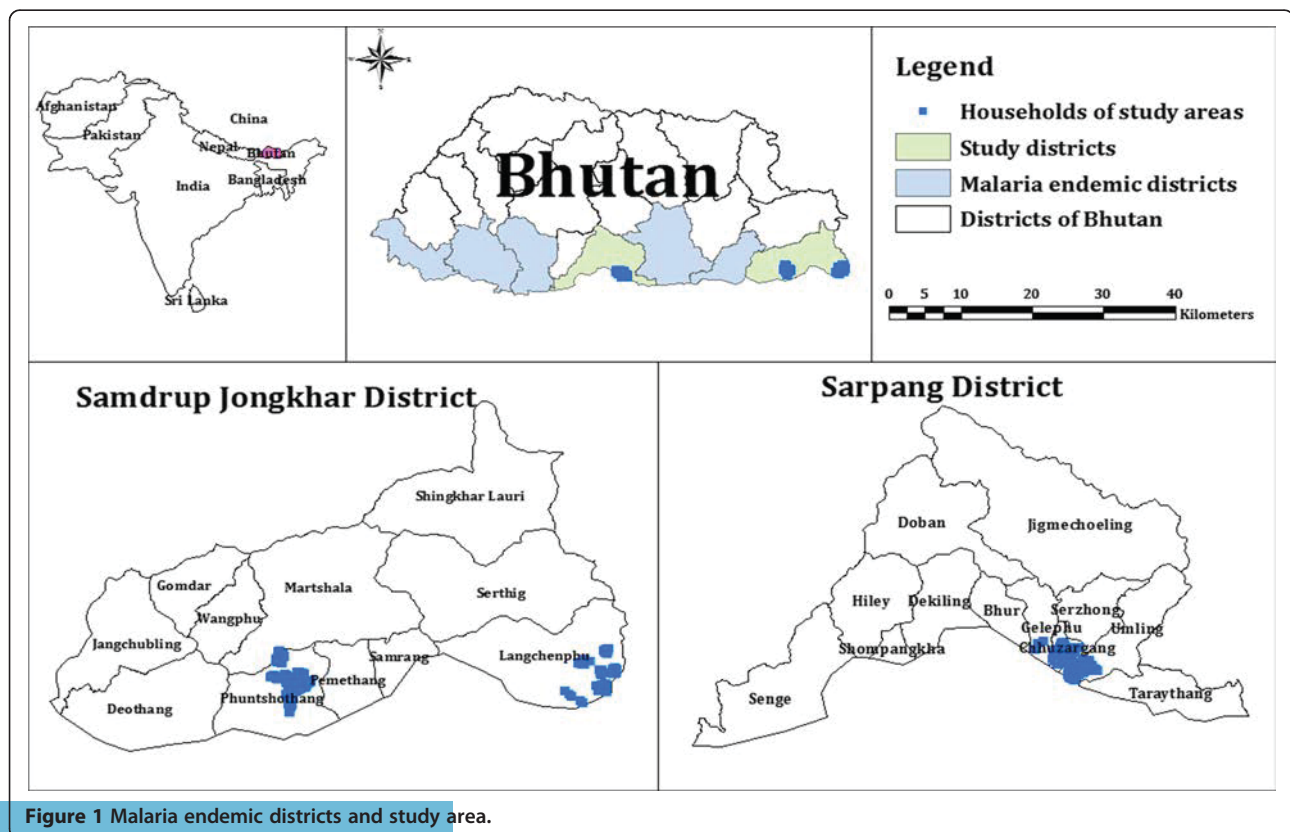 Afghanistan
Pakistan
China
Nepal
Bhutan
India
Bangladesh
Sri Lanka
Bhutan
Legend
Households of study areas
Study districts
Malaria endemic districts
Districts of Bhutan
0 5 10 20 30 40
Kilometers
Samdrup Jongkhar District
Shingkhar Lauri
Gomdar
Martshala
Serthig
Wangphu
Jangchubling
Samrang
Langchenphu
Pemethang
Phuntshothang
Deothang
Sarpang District
Doban
Jigmechoeling
Hiley
Dekiling
Bhur
Serzhong
Gelephu
Umling
Shompangkha
Chhuzargang
Senge
Taraythang
Figure 1 Malaria endemic districts and study area.